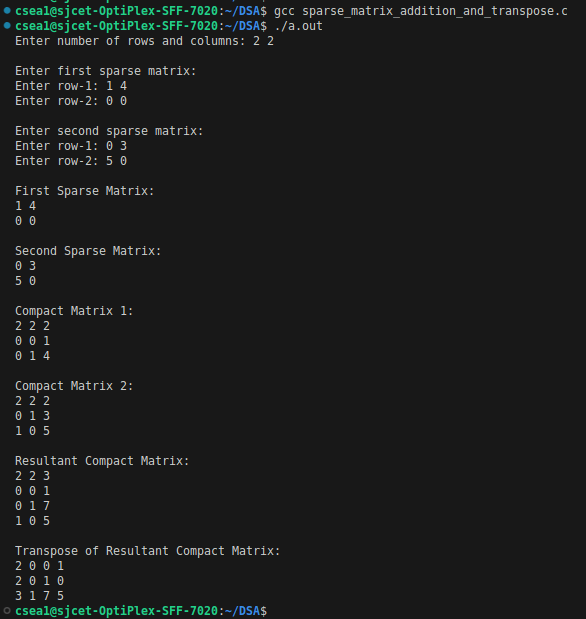 csea1@sjcet-OptiPlex-SFF-7020:~/DSA$ gcc sparse_matrix_addition_and_transpose.c
csea1@sjcet-OptiPlex-SFF-7020:~/DSA$ ./a.out
Enter number of rows and columns: 2 2
Enter first sparse matrix:
Enter row-1: 1 4
Enter row-2: 0 0
Enter second sparse matrix:
Enter row-1: 0 3
Enter row-2: 5 0
First Sparse Matrix:
1 4
0 0
Second Sparse Matrix:
0 3
5 0
Compact Matrix 1:
2 2 2
0 0 1
0 1 4
Compact Matrix 2:
2 2 2
0 1 3
1 0 5
Resultant Compact Matrix:
2 2 3
0 0 1
0 1 7
1 0 5
Transpose of Resultant Compact Matrix:
2 0 0 1
2 0 1 0
3 1 7 5
csea1@sjcet-OptiPlex-SFF-7020:~/DSA$